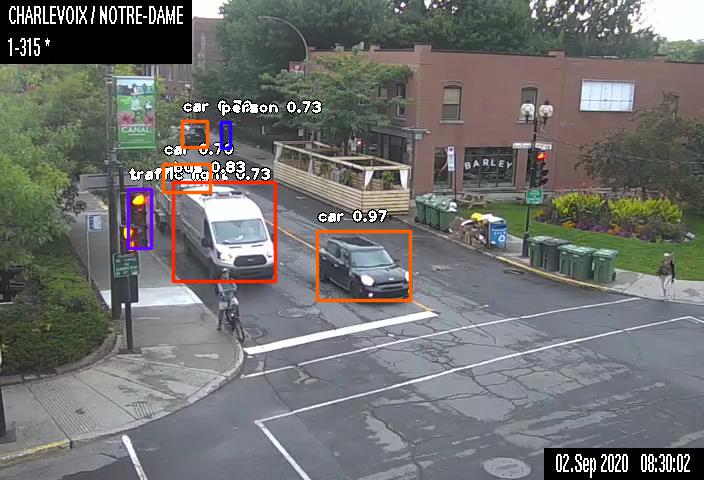 CHARLEVOIX / NOTRE-DAME
1-315 *
CANAL
car
person 0.73
car
0.83
traffic light 0.73
car 0.97
BARLEY
02.Sep 2020 08:30:02